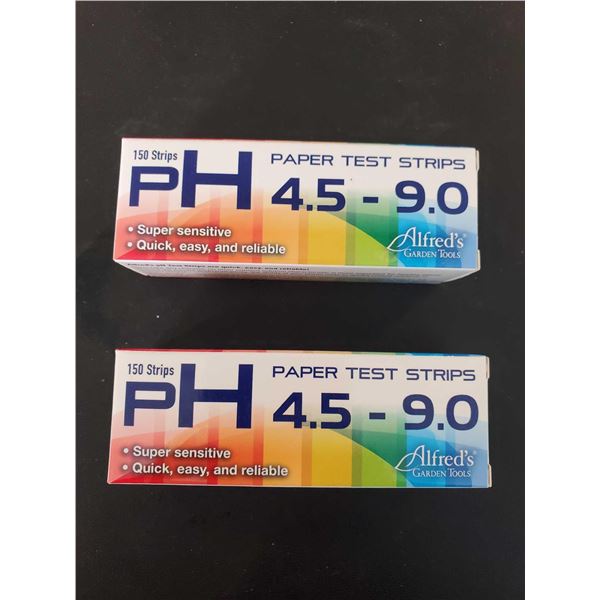 150 Strips
pH
PAPER TEST STRIPS
4.5 - 9.0
• Super sensitive
• Quick, easy, and reliable
Alfred's®
GARDEN TOOLS
150 Strips
pH
PAPER TEST STRIPS
4.5 - 9.0
• Super sensitive
• Quick, easy, and reliable
Alfred's®
GARDEN TOOLS